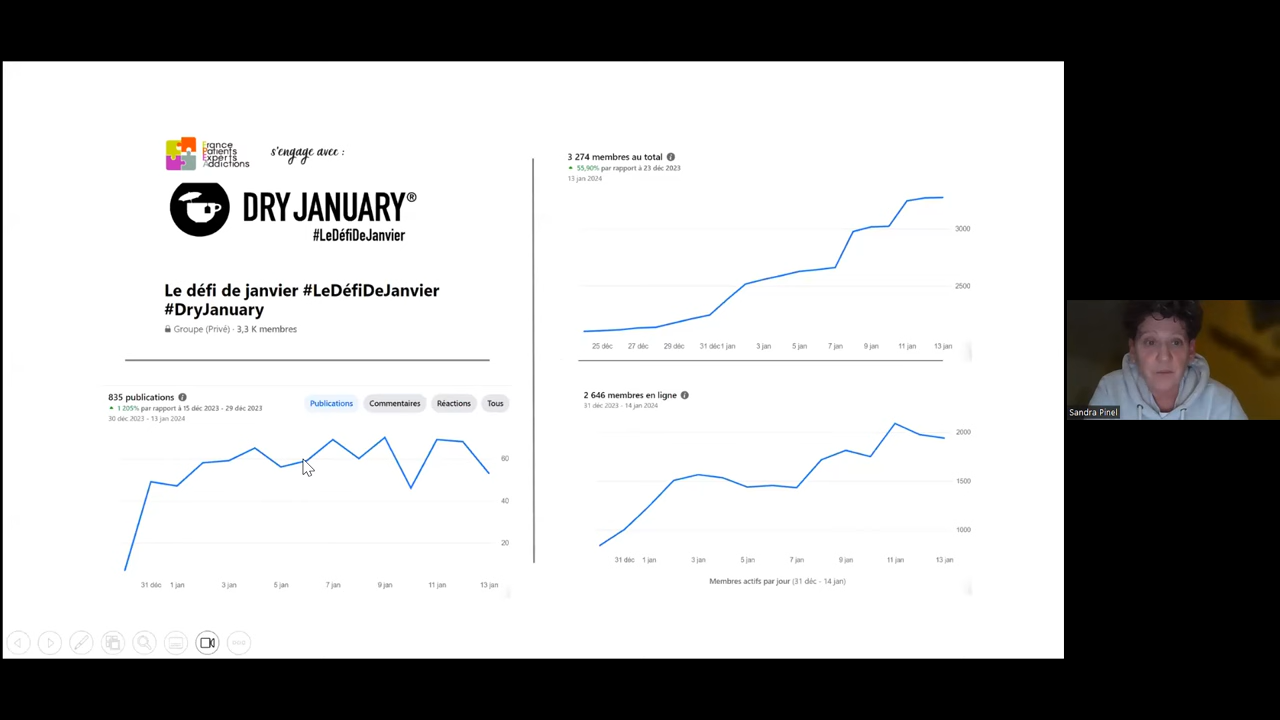 France
Patients
Experts
Addictions
s'engage avec :
DRY JANUARY®
#LeDéfiDeJanvier
Le défi de janvier #LeDéfiDeJanvier
#DryJanuary
Groupe (Privé) · 3,3 K membres
835 publications
1 205% par rapport à 15 déc 2023 - 29 déc 2023
30 déc 2023 - 13 jan 2024
Publications
Commentaires
Réactions
Tous
60
40
20
31 déc 1 jan 3 jan 5 jan 7 jan 9 jan 11 jan 13 jan
3 274 membres au total
55,90% par rapport à 23 déc 2023
13 jan 2024
3000
2500
25 déc 27 déc 29 déc 31 déc 1 jan 3 jan 5 jan 7 jan 9 jan 11 jan 13 jan
2 646 membres en ligne
31 déc 2023 - 14 jan 2024
2000
1500
1000
31 déc 1 jan 3 jan 5 jan 7 jan 9 jan 11 jan 13 jan
Membres actifs par jour (31 déc - 14 jan)
Sandra Pinel